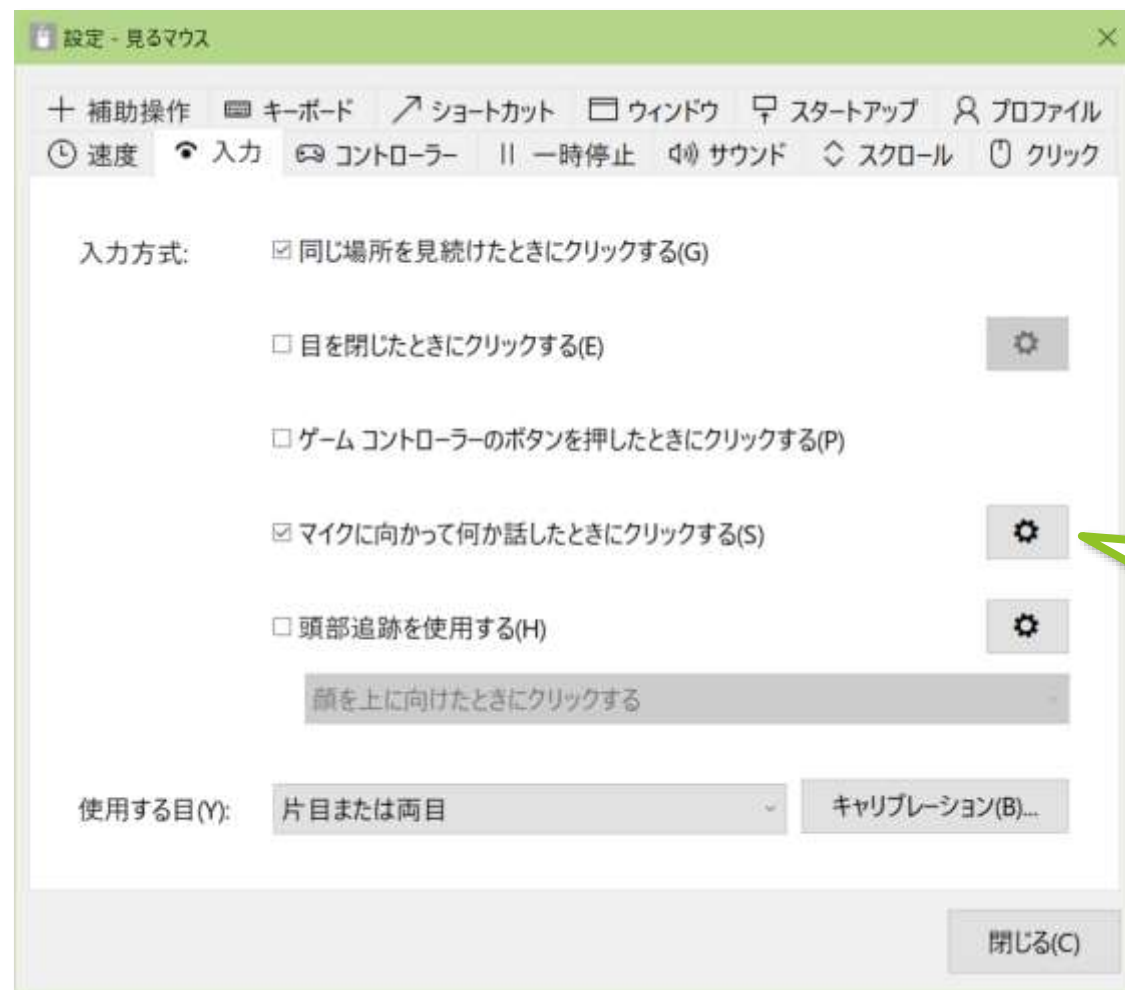 設定 - 見るマウス
補助操作 キーボード ショートカット ウィンドウ スタートアップ プロファイル
速度 入力 コントローラー 一時停止 サウンド スクロール クリック
入力方式: 同じ場所を見続けたときにクリックする(G)
目を閉じたときにクリックする(E)
ゲーム コントローラーのボタンを押したときにクリックする(P)
マイクに向かって何か話したときにクリックする(S)
頭部追跡を使用する(H)
顔を上に向けたときにクリックする
使用する目(Y): 片目または両目 キャリブレーション(B)...
閉じる(C)